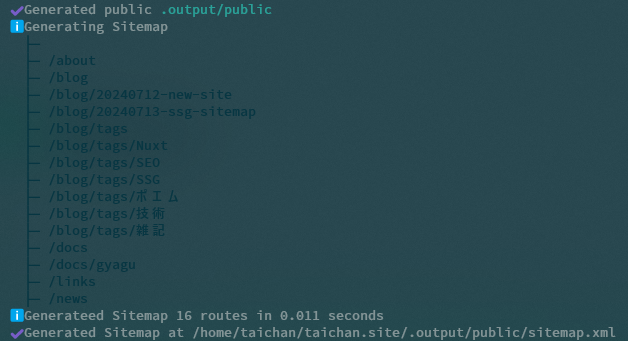 ✔Generated public .output/public
ℹGenerating Sitemap
├─
├─ /about
├─ /blog
├─ /blog/20240712-new-site
├─ /blog/20240713-ssg-sitemap
├─ /blog/tags
├─ /blog/tags/Nuxt
├─ /blog/tags/SEO
├─ /blog/tags/SSG
├─ /blog/tags/ポエム
├─ /blog/tags/技術
├─ /blog/tags/雑記
├─ /docs
├─ /docs/gyagu
├─ /links
├─ /news
ℹGenerateed Sitemap 16 routes in 0.011 seconds
✔Generated Sitemap at /home/taichan/taichan.site/.output/public/sitemap.xml